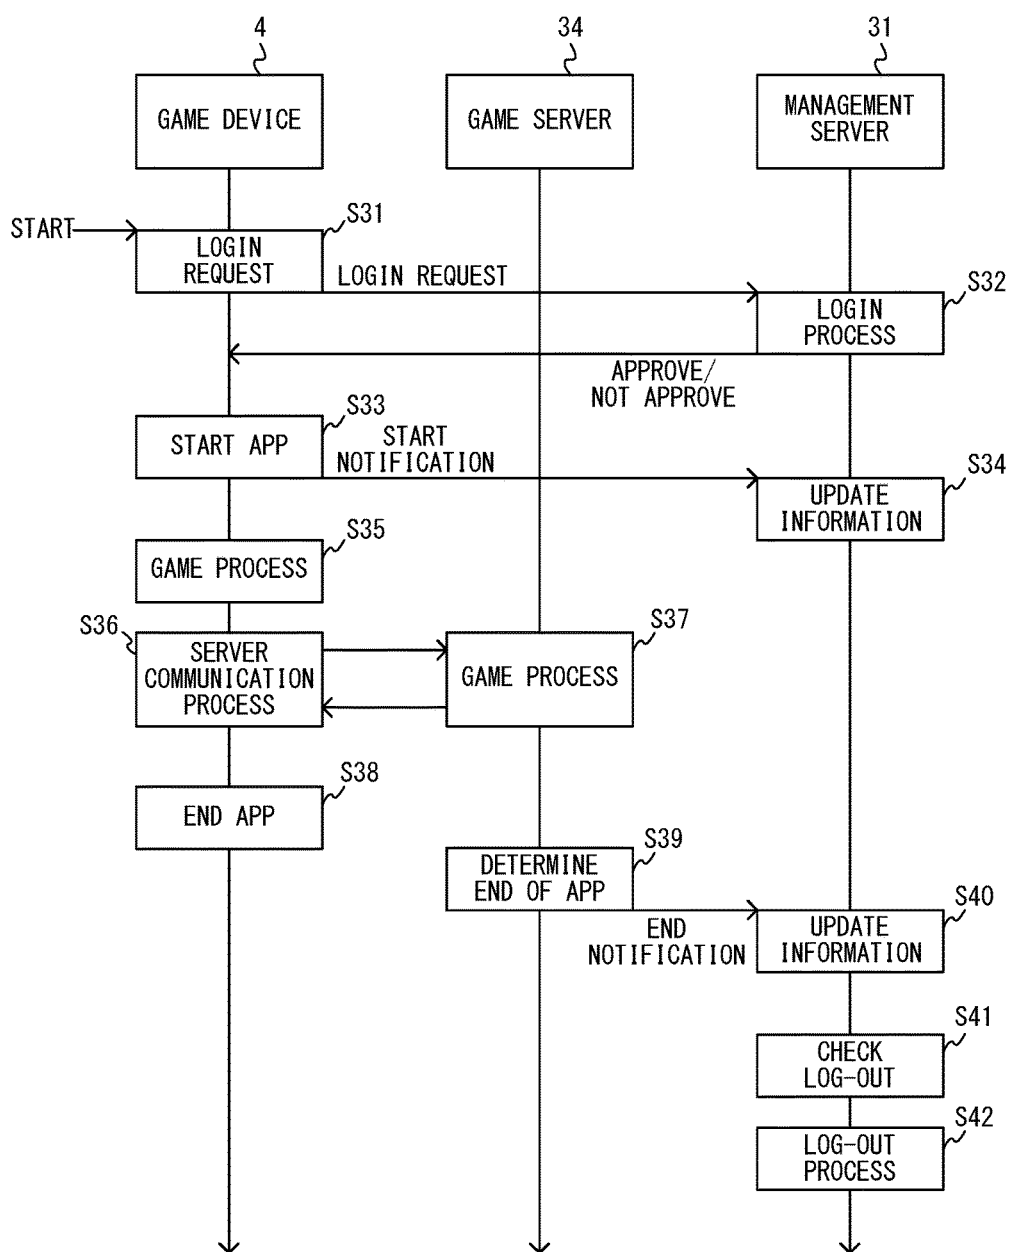 4
34
31
GAME DEVICE
GAME SERVER
MANAGEMENT
SERVER
START
S31
LOGIN
REQUEST
LOGIN REQUEST
S32
LOGIN
PROCESS
APPROVE/
NOT APPROVE
S33
START APP
START
NOTIFICATION
S34
UPDATE
INFORMATION
S35
GAME PROCESS
S36
SERVER
COMMUNICATION
PROCESS
S37
GAME PROCESS
S38
END APP
S39
DETERMINE
END OF APP
END
NOTIFICATION
S40
UPDATE
INFORMATION
S41
CHECK
LOG-OUT
S42
LOG-OUT
PROCESS